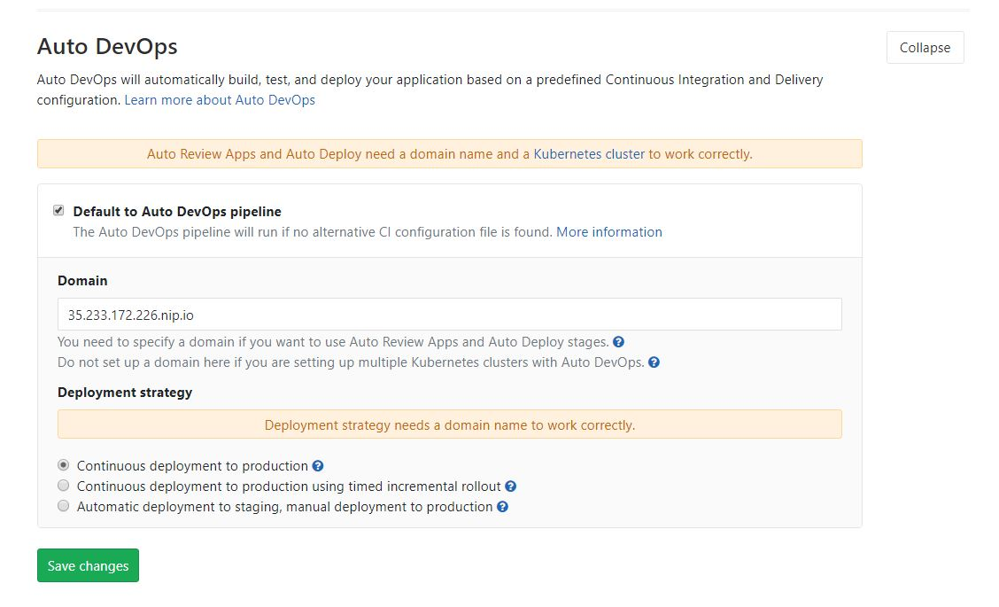 Auto DevOps
Collapse
Auto DevOps will automatically build, test, and deploy your application based on a predefined Continuous Integration and Delivery
configuration. Learn more about Auto DevOps
Auto Review Apps and Auto Deploy need a domain name and a Kubernetes cluster to work correctly.
Default to Auto DevOps pipeline
The Auto DevOps pipeline will run if no alternative CI configuration file is found. More information
Domain
35.233.172.226.nip.io
You need to specify a domain if you want to use Auto Review Apps and Auto Deploy stages. ?
Do not set up a domain here if you are setting up multiple Kubernetes clusters with Auto DevOps. ?
Deployment strategy
Deployment strategy needs a domain name to work correctly.
Continuous deployment to production ?
Continuous deployment to production using timed incremental rollout ?
Automatic deployment to staging, manual deployment to production ?
Save changes